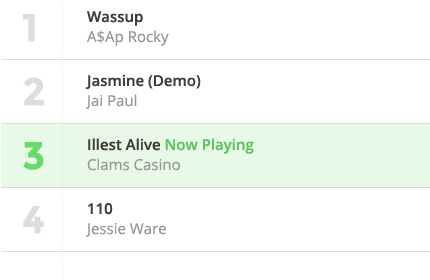 1
Wassup
A$Ap Rocky
2
Jasmine (Demo)
Jai Paul
3
Illest Alive Now Playing
Clams Casino
4
110
Jessie Ware